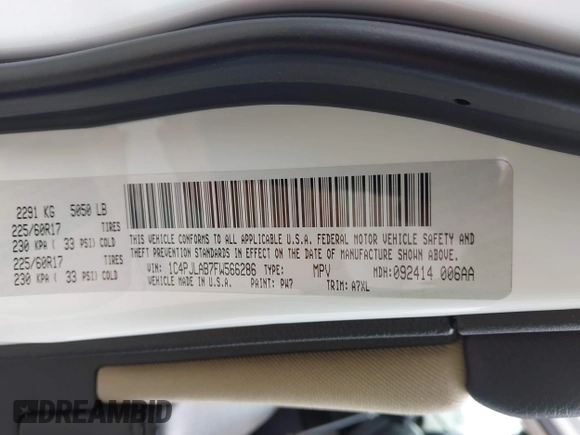 2291 KG 5050 LB
225/60R17 TIRES
230 KPA ( 33 PSI) COLD
225/60R17 TIRES
230 KPA ( 33 PSI) COLD
THIS VEHICLE CONFORMS TO ALL APPLICABLE U.S.A. FEDERAL MOTOR VEHICLE SAFETY AND
THEFT PREVENTION STANDARDS IN EFFECT ON THE DATE OF MANUFACTURE SHOWN ABOVE.
VIN: 1C4PJLAB7FW566286 TYPE: MPV MDH: 092414 006AA
VEHICLE MADE IN U.S.A. PAINT: PW7 TRIM: A7XL
DREAMBID